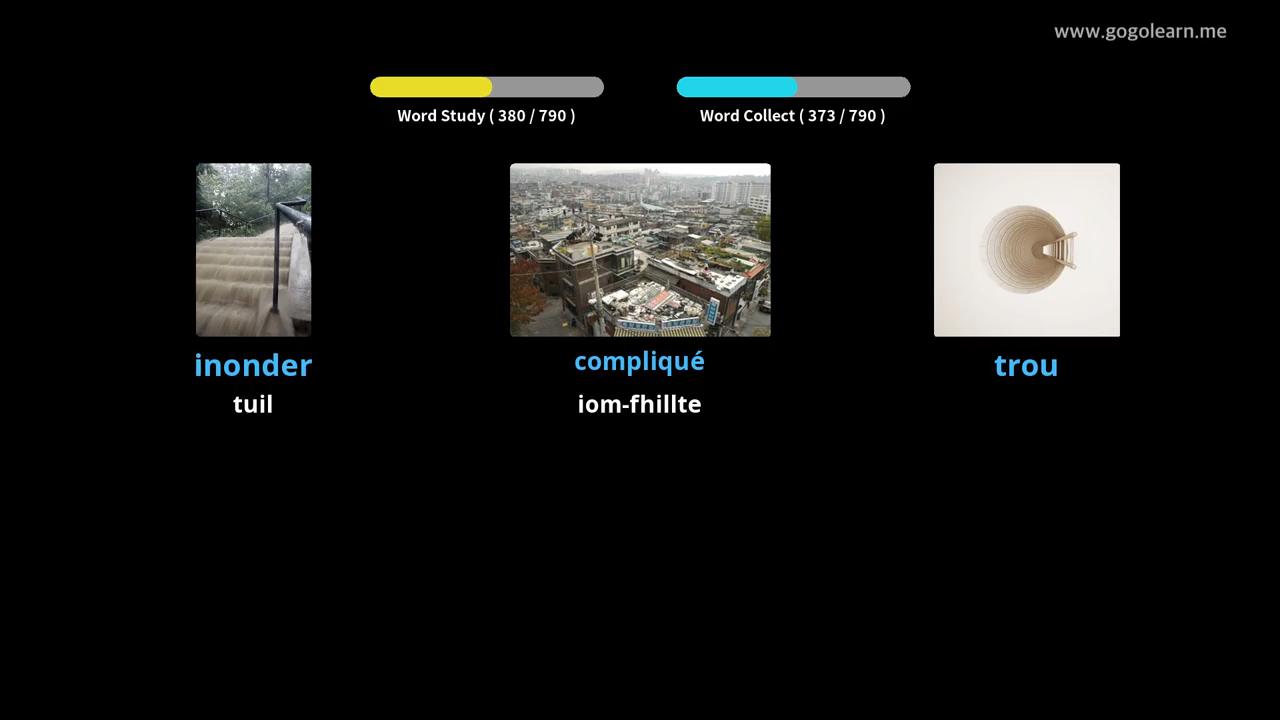 www.gogolearn.me
Word Study ( 380 / 790 )
Word Collect ( 373 / 790 )
inonder
compliqué
trou
tuil
iom-fhillte